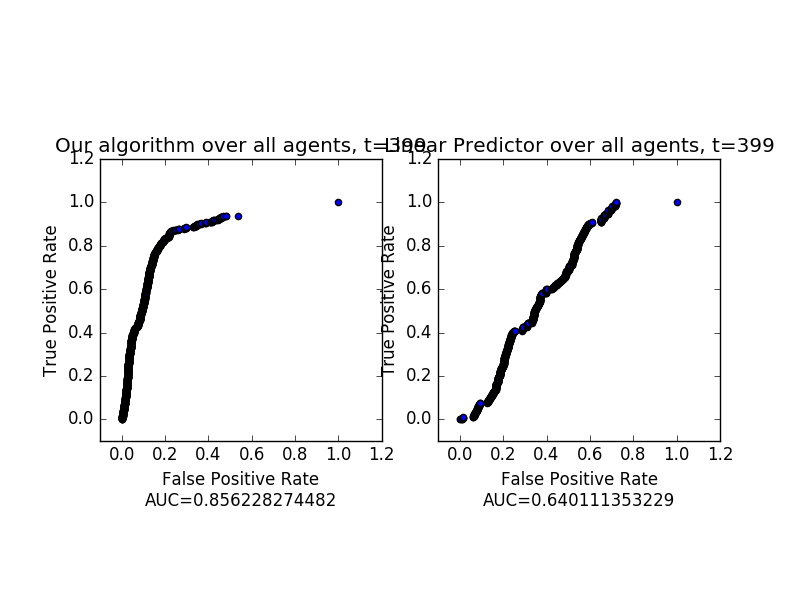 Our algorithm over all agents, t=399
Linear Predictor over all agents, t=399
True Positive Rate
1.2
1.0
0.8
0.6
0.4
0.2
0.0
0.0 0.2 0.4 0.6 0.8 1.0 1.2
False Positive Rate
AUC=0.856228274482
True Positive Rate
1.2
1.0
0.8
0.6
0.4
0.2
0.0
0.0 0.2 0.4 0.6 0.8 1.0 1.2
False Positive Rate
AUC=0.640111353229